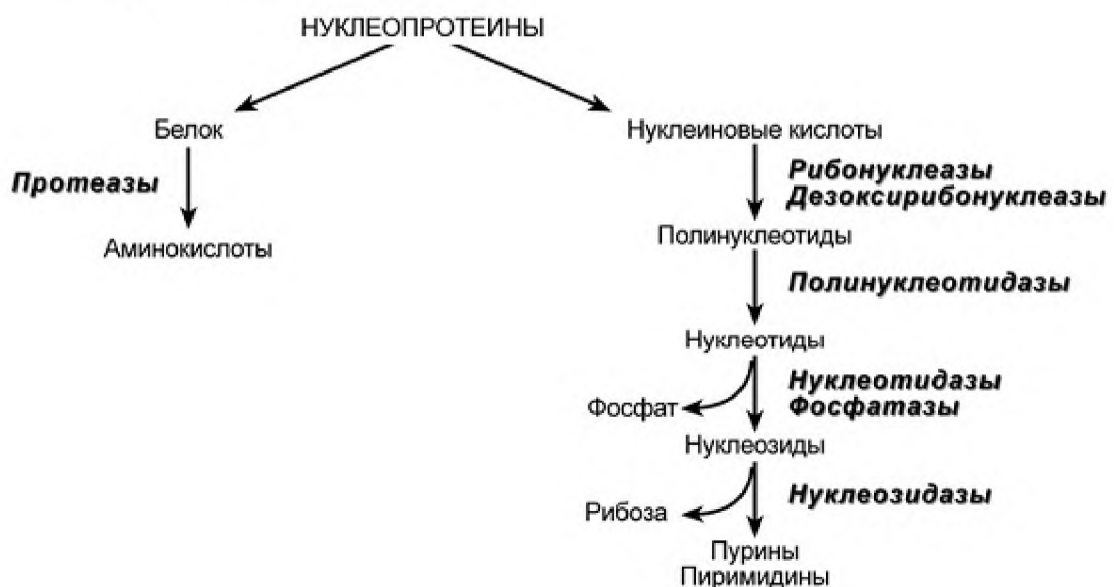 НУКЛЕОПРОТЕИНЫ
Белок
Нуклеиновые кислоты
Протеазы
Рибонуклеазы
Дезоксирибонуклеазы
Аминокислоты
Полинуклеотиды
Полинуклеотидазы
Нуклеотиды
Нуклеотидазы
Фосфатазы
Фосфат
Нуклеозиды
Нуклеозидазы
Рибоза
Пурины
Пиримидины